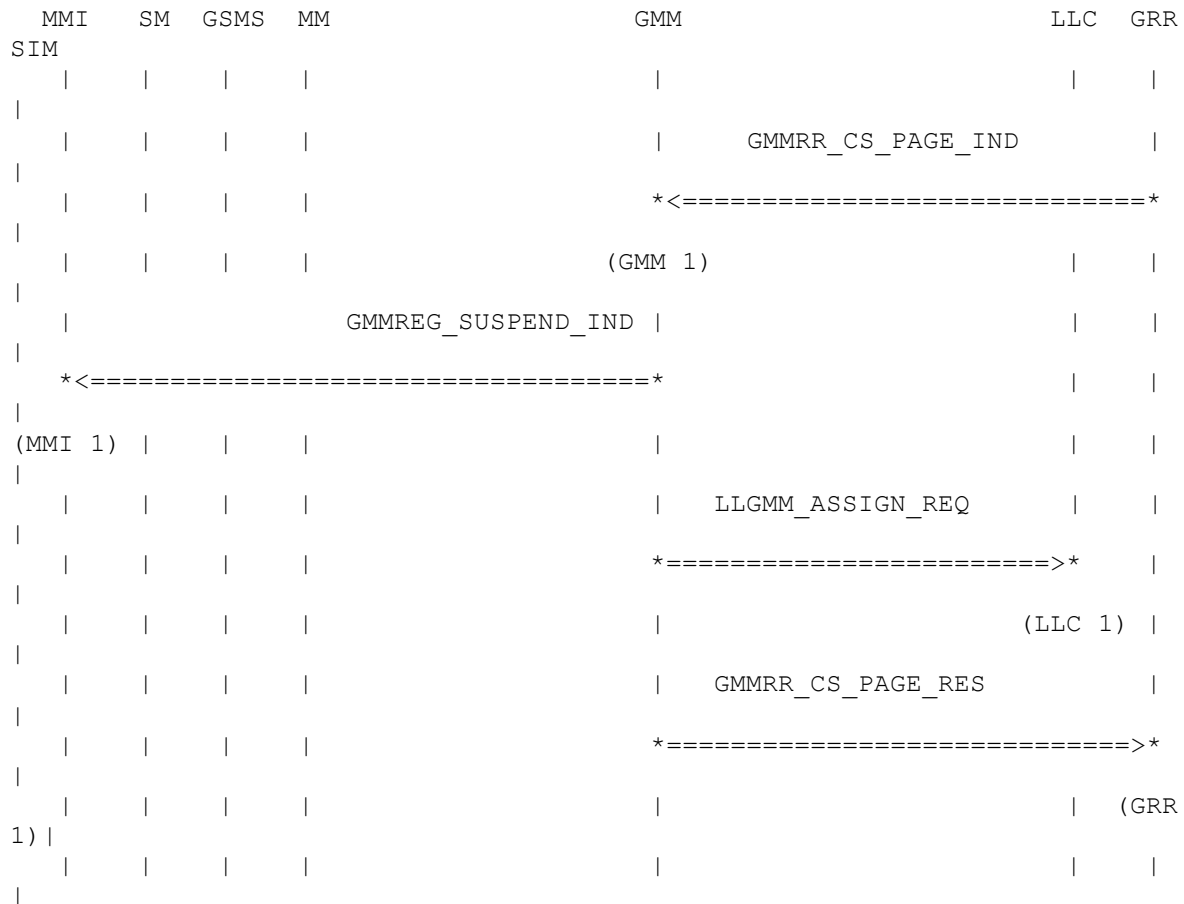 MMI    SM   GSMS  MM                   GMM                       LLC  GRR
SIM
   |     |     |     |                      |                         |    |
|
   |     |     |     |                      |     GMMRR_CS_PAGE_IND        |
|
   |     |     |     |                      *<=============================*
|
   |     |     |     |                   (GMM 1)                      |    |
|
   |                 GMMREG_SUSPEND_IND |                         |    |
|
   *<===================================*                         |    |
|
(MMI 1) |    |    |                     |                         |    |
|
   |    |    |    |                     |   LLGMM_ASSIGN_REQ      |    |
|
   |    |    |    |                     *========================>*    |
|
   |    |    |    |                     |                      (LLC 1) |
|
   |    |    |    |                     |   GMMRR_CS_PAGE_RES          |
|
   |    |    |    |                     *=============================>*
|
   |    |    |    |                     |                         |  (GRR
1)|
   |    |    |    |                     |                         |    |
|